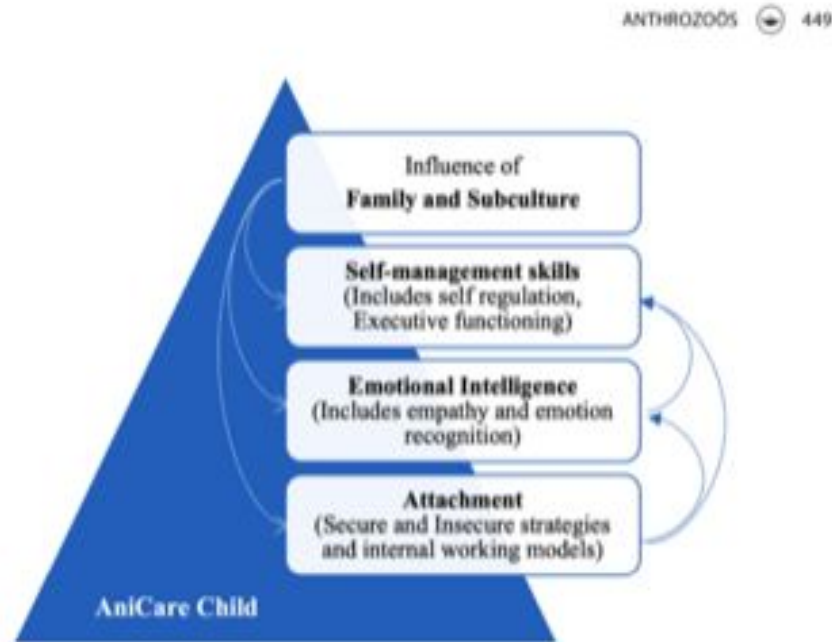 ANTHROZOÖS 449
Influence of
Family and Subculture
Self-management skills
(Includes self regulation,
Executive functioning)
Emotional Intelligence
(Includes empathy and emotion
recognition)
Attachment
(Secure and Insecure strategies
and internal working models)
AniCare Child